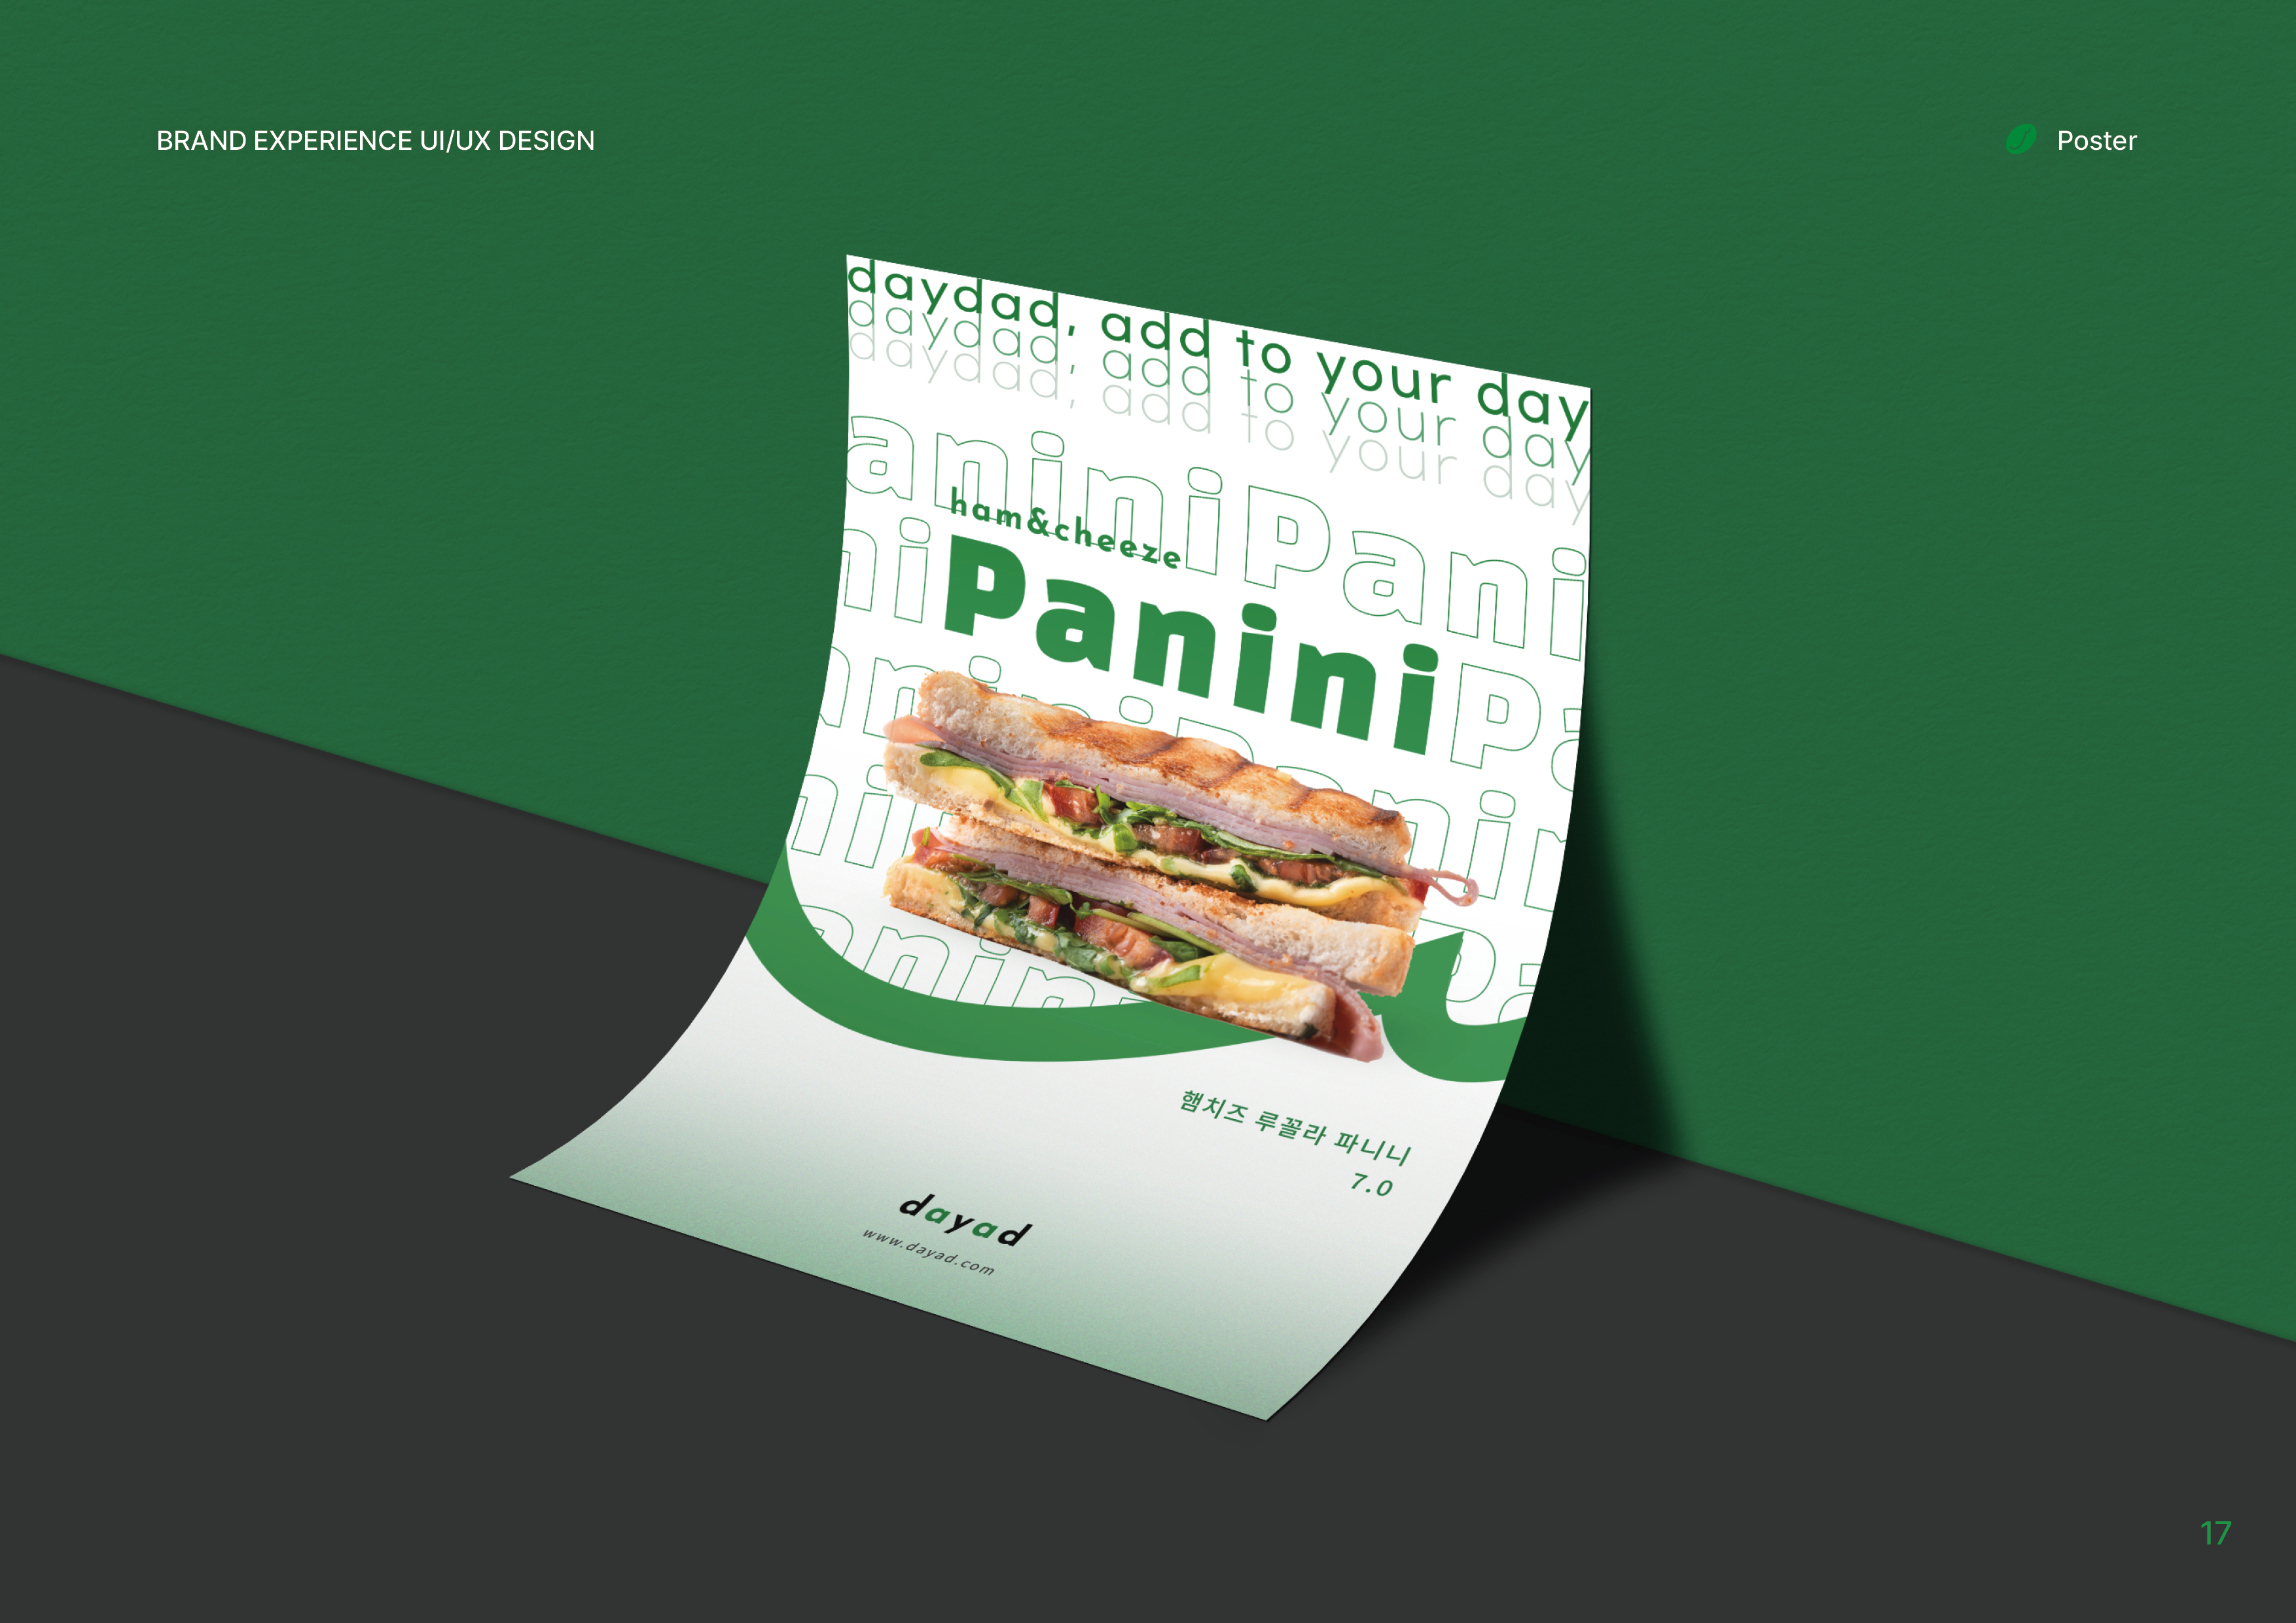 BRAND EXPERIENCE UI/UX DESIGN
Poster
daydad, add to your day
daydad, add to your day
daydad, add to your day
aniniPani
ham&cheeze
niPaniniPa
햄치즈 루꼴라 파니니
7.0
dayad
www.dayad.com
17